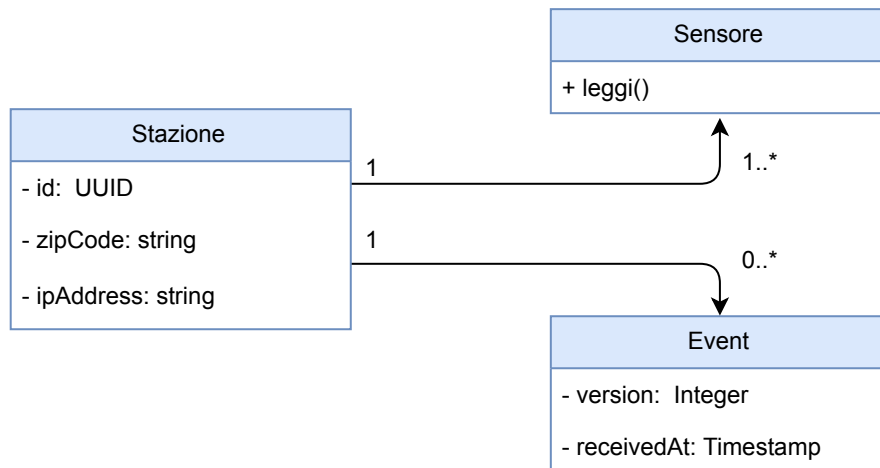 Sensore
+ leggi()
Stazione
- id:  UUID
- zipCode: string
- ipAddress: string
1
1..*
1
0..*
Event
- version:  Integer
- receivedAt: Timestamp